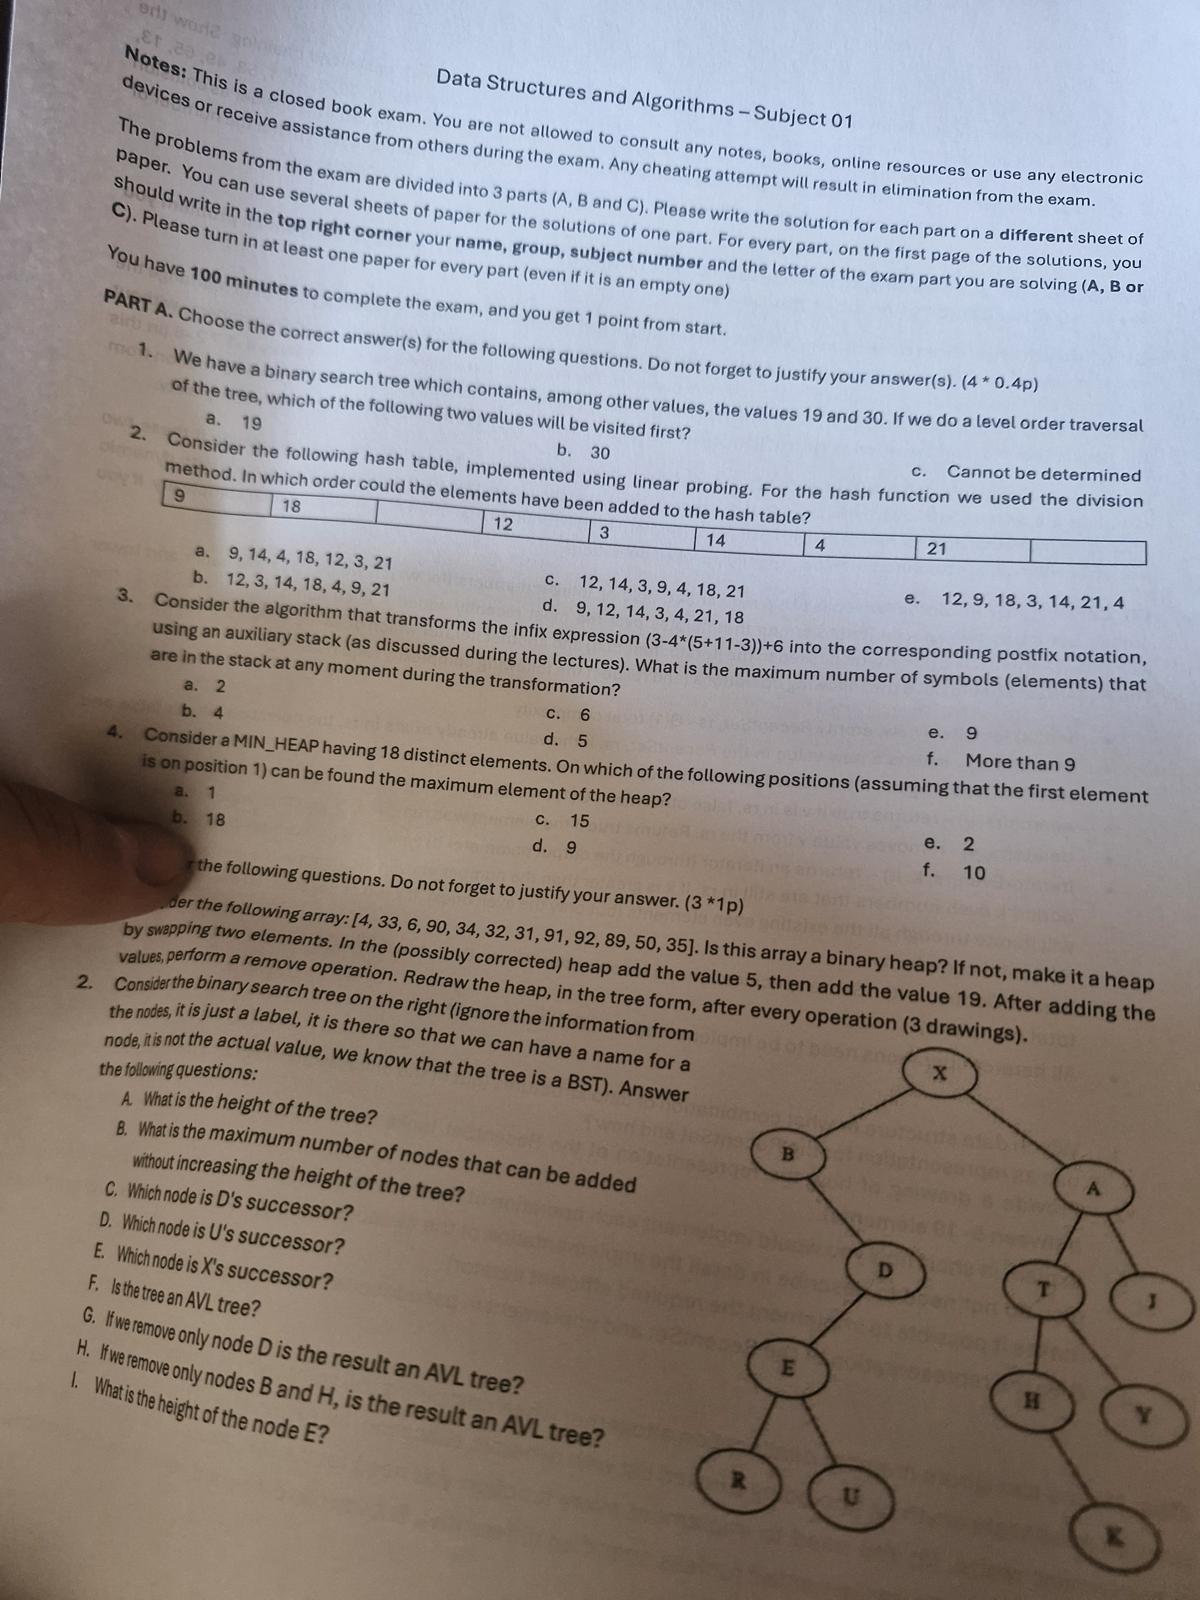 Data Structures and Algorithms – Subject 01
Notes: This is a closed book exam. You are not allowed to consult any notes, books, online resources or use any electronic
devices or receive assistance from others during the exam. Any cheating attempt will result in elimination from the exam.
The problems from the exam are divided into 3 parts (A, B and C). Please write the solution for each part on a different sheet of
paper. You can use several sheets of paper for the solutions of one part. For every part, on the first page of the solutions, you
should write in the top right corner your name, group, subject number and the letter of the exam part you are solving (A, B or
C). Please turn in at least one paper for every part (even if it is an empty one)
You have 100 minutes to complete the exam, and you get 1 point from start.
PART A. Choose the correct answer(s) for the following questions. Do not forget to justify your answer(s). (4 * 0.4p)
1. We have a binary search tree which contains, among other values, the values 19 and 30. If we do a level order traversal
of the tree, which of the following two values will be visited first?
a. 19 b. 30 c. Cannot be determined
2. Consider the following hash table, implemented using linear probing. For the hash function we used the division
method. In which order could the elements have been added to the hash table?
9 18 12 3 14 4 21
a. 9, 14, 4, 18, 12, 3, 21 c. 12, 14, 3, 9, 4, 18, 21 e. 12, 9, 18, 3, 14, 21, 4
b. 12, 3, 14, 18, 4, 9, 21 d. 9, 12, 14, 3, 4, 21, 18
3. Consider the algorithm that transforms the infix expression (3-4*(5+11-3))+6 into the corresponding postfix notation,
using an auxiliary stack (as discussed during the lectures). What is the maximum number of symbols (elements) that
are in the stack at any moment during the transformation?
a. 2 c. 6 e. 9
b. 4 d. 5 f. More than 9
4. Consider a MIN_HEAP having 18 distinct elements. On which of the following positions (assuming that the first element
is on position 1) can be found the maximum element of the heap?
a. 1 c. 15 e. 2
b. 18 d. 9 f. 10
the following questions. Do not forget to justify your answer. (3 *1p)
der the following array: [4, 33, 6, 90, 34, 32, 31, 91, 92, 89, 50, 35]. Is this array a binary heap? If not, make it a heap
by swapping two elements. In the (possibly corrected) heap add the value 5, then add the value 19. After adding the
values, perform a remove operation. Redraw the heap, in the tree form, after every operation (3 drawings).
2. Consider the binary search tree on the right (ignore the information from
the nodes, it is just a label, it is there so that we can have a name for a
node, it is not the actual value, we know that the tree is a BST). Answer
the following questions:
A. What is the height of the tree?
B. What is the maximum number of nodes that can be added
without increasing the height of the tree?
C. Which node is D's successor?
D. Which node is U's successor?
E. Which node is X's successor?
F. Is the tree an AVL tree?
G. If we remove only node D is the result an AVL tree?
H. If we remove only nodes B and H, is the result an AVL tree?
I. What is the height of the node E?
X
B
A
D
T
J
E
H
Y
R
U
K